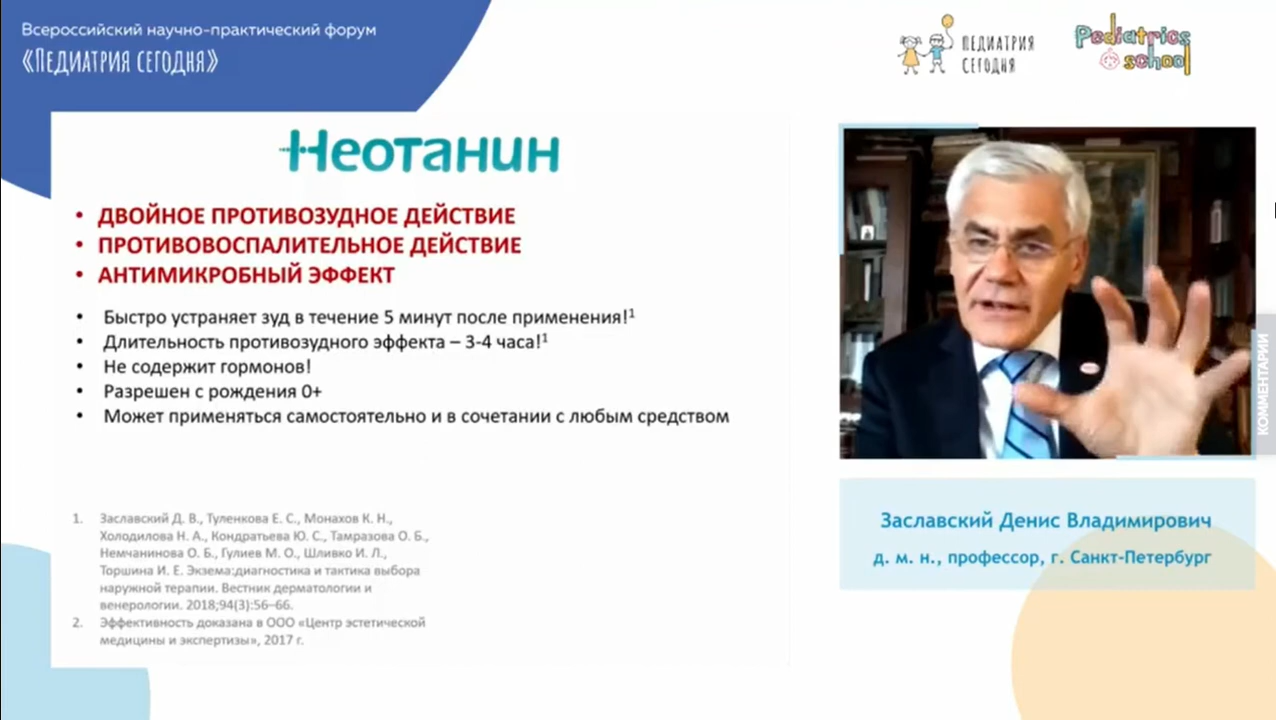 Всероссийский научно-практический форум
«ПЕДИАТРИЯ СЕГОДНЯ»
ПЕДИАТРИЯ
СЕГОДНЯ
Pediatrics
school
Неотанин
• ДВОЙНОЕ ПРОТИВОЗУДНОЕ ДЕЙСТВИЕ
• ПРОТИВОВОСПАЛИТЕЛЬНОЕ ДЕЙСТВИЕ
• АНТИМИКРОБНЫЙ ЭФФЕКТ
• Быстро устраняет зуд в течение 5 минут после применения!¹
• Длительность противозудного эффекта – 3-4 часа!¹
• Не содержит гормонов!
• Разрешен с рождения 0+
• Может применяться самостоятельно и в сочетании с любым средством
1. Заславский Д. В., Туленкова Е. С., Монахов К. Н.,
Холодилова Н. А., Кондратьева Ю. С., Тамразова О. Б.,
Немчанинова О. Б., Гулиев М. О., Шливко И. Л.,
Торшина И. Е. Экзема:диагностика и тактика выбора
наружной терапии. Вестник дерматологии и
венерологии. 2018;94(3):56–66.
2. Эффективность доказана в ООО «Центр эстетической
медицины и экспертизы», 2017 г.
КОММЕНТАРИИ
Заславский Денис Владимирович
д. м. н., профессор, г. Санкт-Петербург